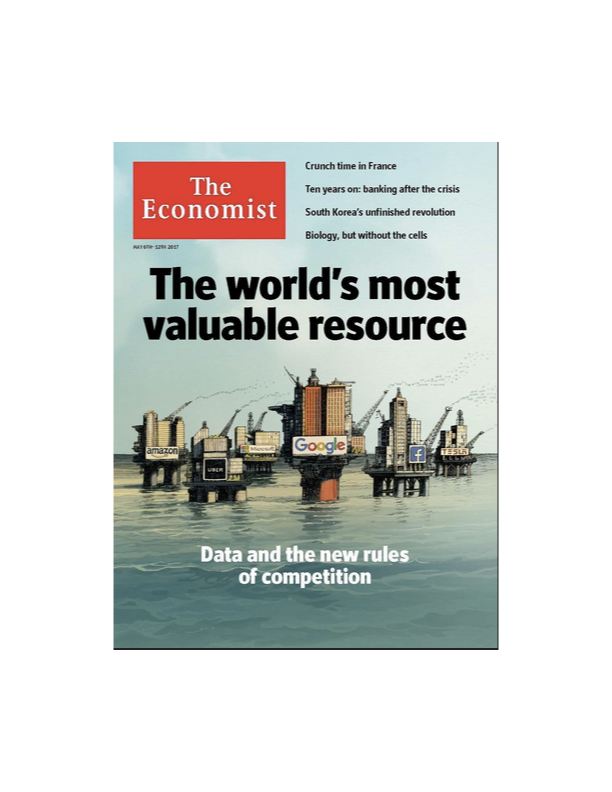 The
Economist
MAY 6TH–12TH 2017
Crunch time in France
Ten years on: banking after the crisis
South Korea's unfinished revolution
Biology, but without the cells
The world's most
valuable resource
amazon
UBER
Microsoft
Google
f
TESLA
Data and the new rules
of competition